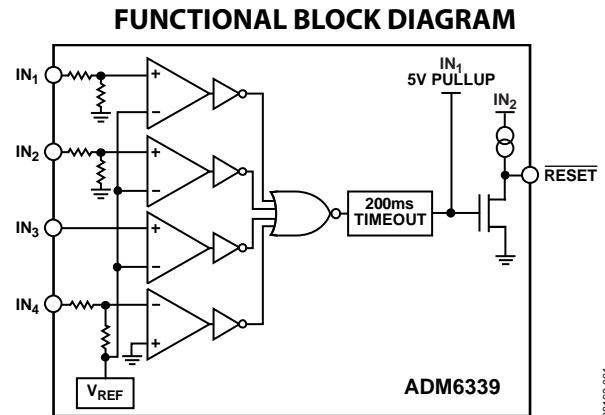 FUNCTIONAL BLOCK DIAGRAM
IN1
5V PULLUP
IN1
IN2
IN2
RESET
200ms
TIMEOUT
IN3
IN4
VREF
ADM6339